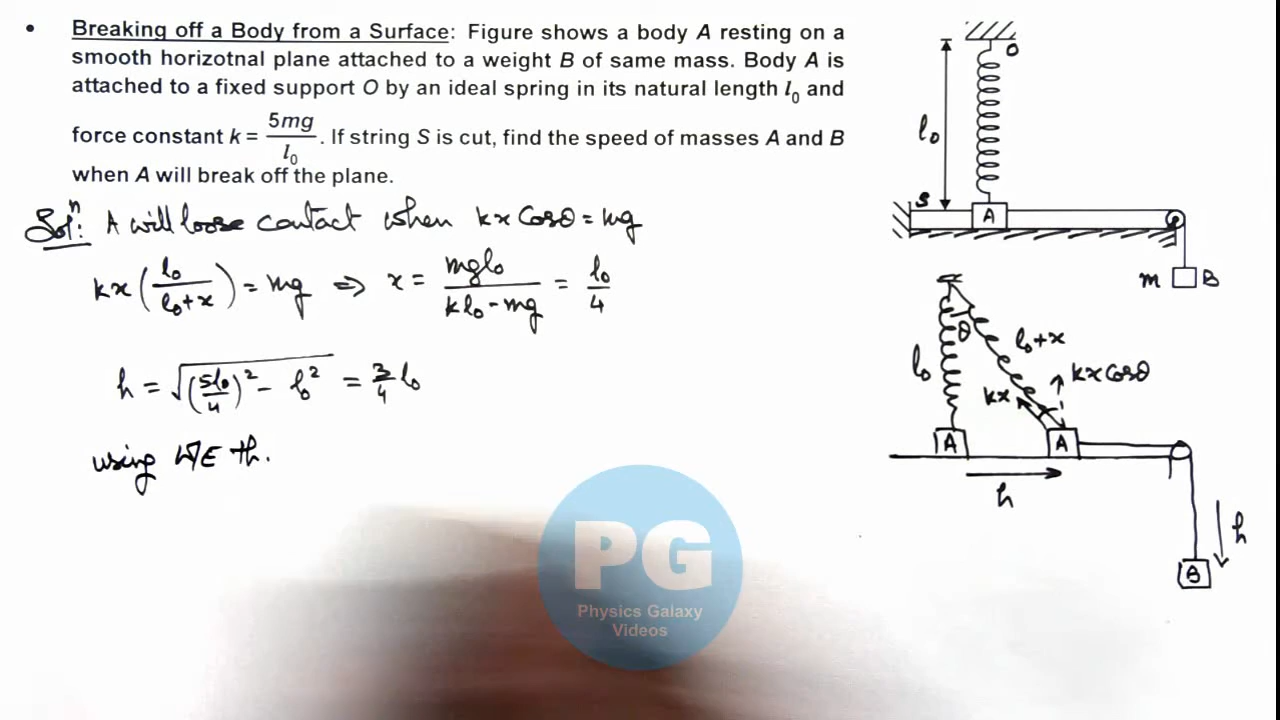 • Breaking off a Body from a Surface: Figure shows a body A resting on a
smooth horizotnal plane attached to a weight B of same mass. Body A is
attached to a fixed support O by an ideal spring in its natural length l₀ and
force constant k = 5mg/l₀. If string S is cut, find the speed of masses A and B
when A will break off the plane.
Solⁿ: A will loose contact when kx Cosθ = mg
kx(l₀/(l₀+x)) = mg ⇒ x = mgl₀/(kl₀-mg) = l₀/4
h = √((5l₀/4)² - l₀²) = 3/4 l₀
using W/E th.
O
l₀
S
A
m B
θ
l₀
l₀+x
kx
kx Cosθ
A
A
h
h
B
PG
Physics Galaxy
Videos